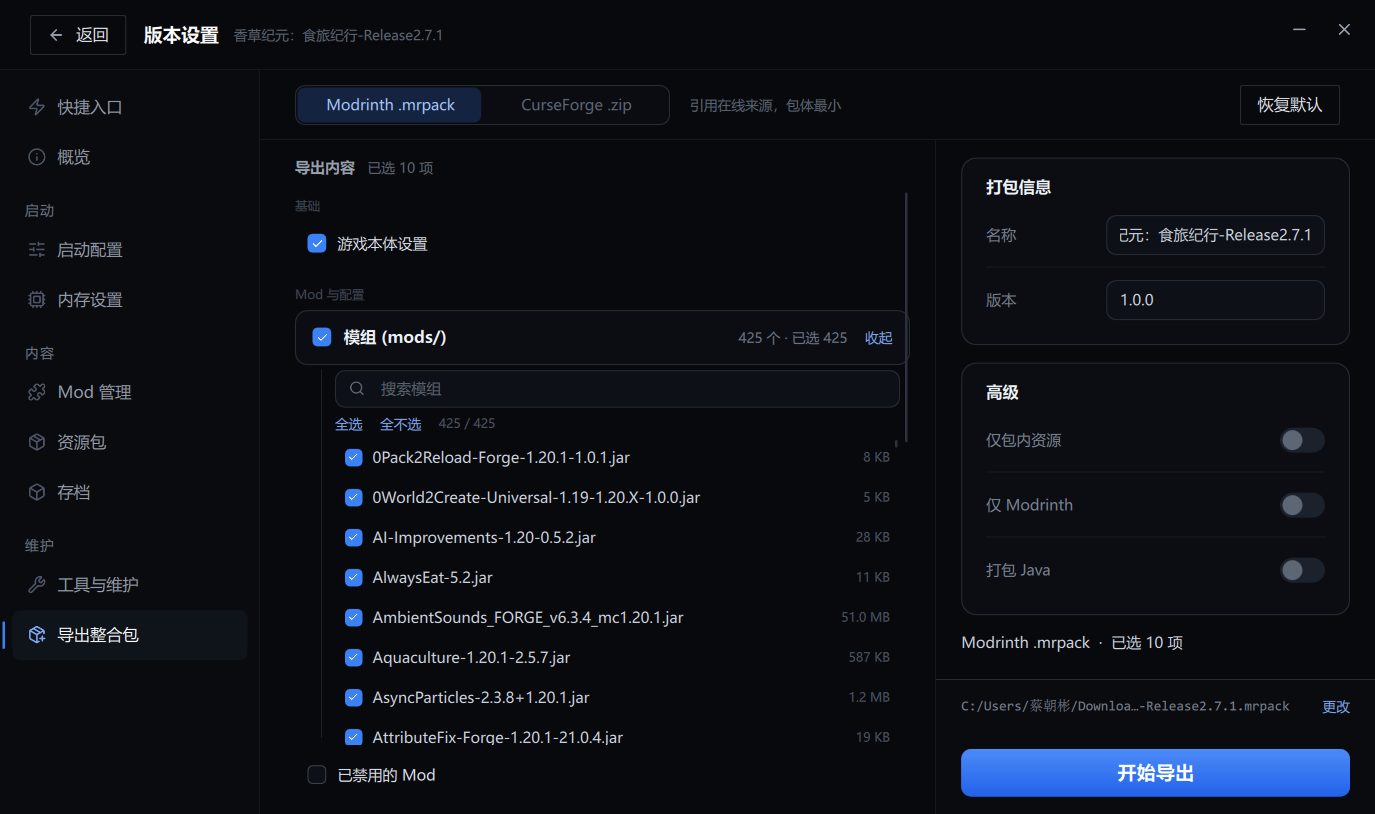 返回
版本设置
香草纪元：食旅纪行-Release2.7.1
快捷入口
概览
启动
启动配置
内存设置
内容
Mod 管理
资源包
存档
维护
工具与维护
导出整合包
Modrinth .mrpack
CurseForge .zip
引用在线来源，包体最小
恢复默认
导出内容 已选 10 项
基础
游戏本体设置
Mod 与配置
模组 (mods/)
425 个 · 已选 425
收起
搜索模组
全选 全不选 425 / 425
0Pack2Reload-Forge-1.20.1-1.0.1.jar 8 KB
0World2Create-Universal-1.19-1.20.X-1.0.0.jar 5 KB
AI-Improvements-1.20-0.5.2.jar 28 KB
AlwaysEat-5.2.jar 11 KB
AmbientSounds_FORGE_v6.3.4_mc1.20.1.jar 51.0 MB
Aquaculture-1.20.1-2.5.7.jar 587 KB
AsyncParticles-2.3.8+1.20.1.jar 1.2 MB
AttributeFix-Forge-1.20.1-21.0.4.jar 19 KB
已禁用的 Mod
打包信息
名称 纪元：食旅纪行-Release2.7.1
版本 1.0.0
高级
仅包内资源
仅 Modrinth
打包 Java
Modrinth .mrpack · 已选 10 项
C:/Users/蔡朝彬/Downloa…-Release2.7.1.mrpack
更改
开始导出